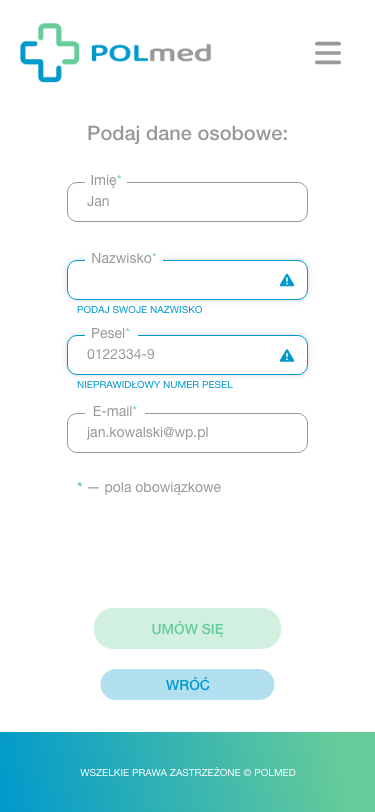 POLmed
Podaj dane osobowe:
Imię*
Jan
Nazwisko*
PODAJ SWOJE NAZWISKO
Pesel*
0122334-9
NIEPRAWIDŁOWY NUMER PESEL
E-mail*
jan.kowalski@wp.pl
* — pola obowiązkowe
UMÓW SIĘ
WRÓĆ
WSZELKIE PRAWA ZASTRZEŻONE © POLMED